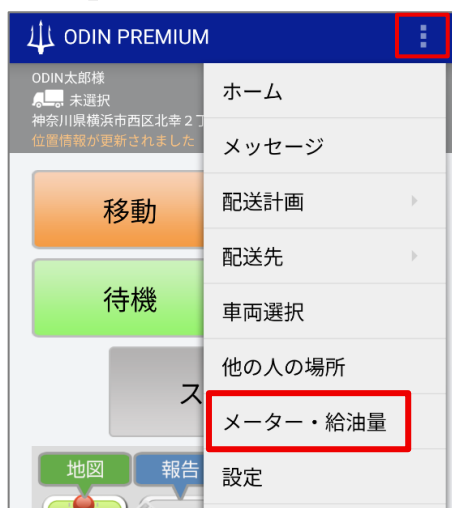 ODIN PREMIUM
ODIN太郎様
未選択
神奈川県横浜市西区北幸２丁
位置情報が更新されました
移動
待機
ス
地図
報告
ホーム
メッセージ
配送計画
配送先
車両選択
他の人の場所
メーター・給油量
設定